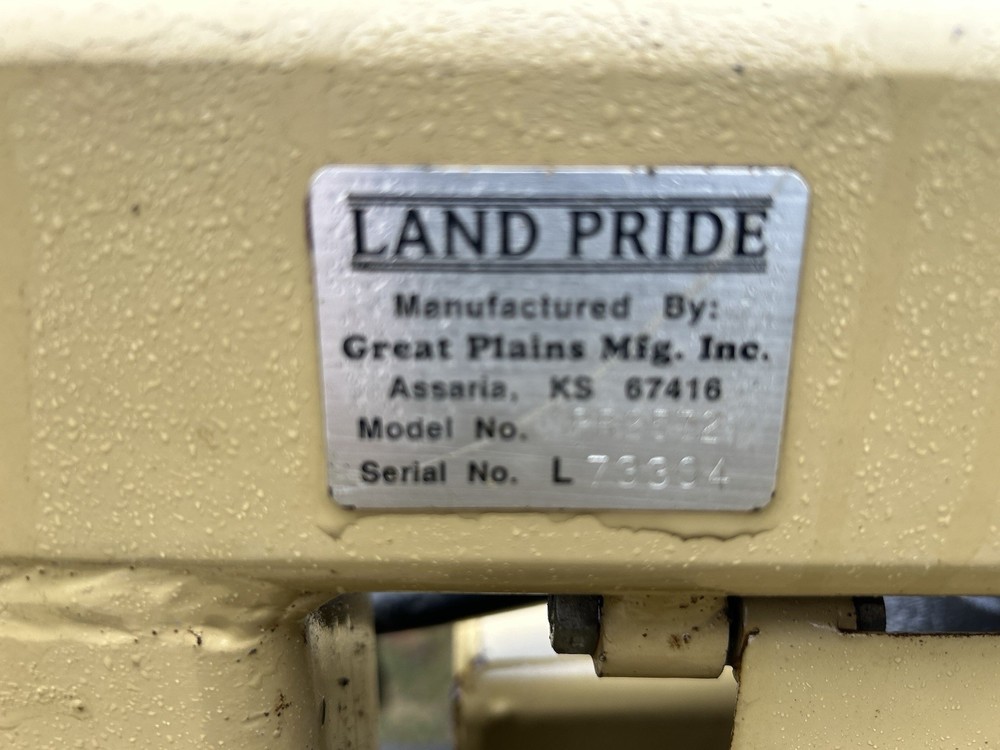 LAND PRIDE
Manufactured By:
Great Plains Mfg. Inc.
Assaria, KS 67416
Model No.
Serial No. L